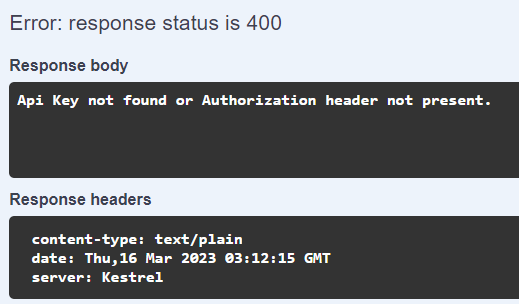 Error: response status is 400
Response body
Api Key not found or Authorization header not present.
Response headers
content-type: text/plain
date: Thu,16 Mar 2023 03:12:15 GMT
server: Kestrel